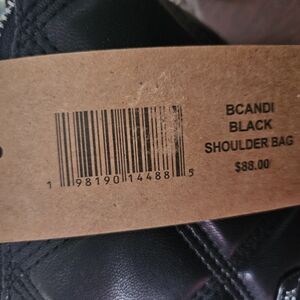 BCANDI
BLACK
SHOULDER BAG
$88.00
1 98190 14488 5